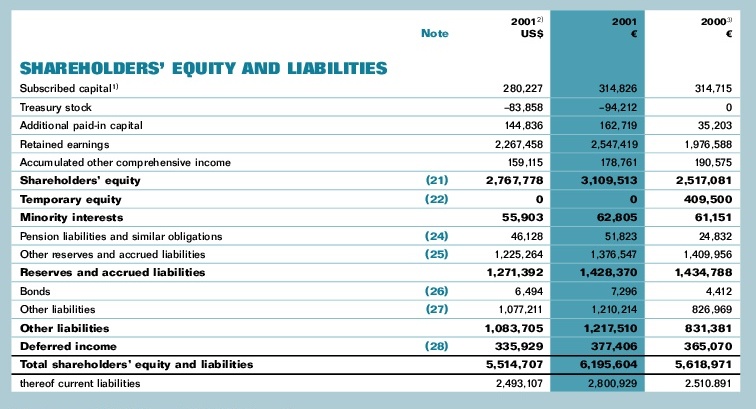 2001²⁾ 2001 2000³⁾
Note US$ € €
SHAREHOLDERS' EQUITY AND LIABILITIES
Subscribed capital¹⁾ 280,227 314,826 314,715
Treasury stock –83,858 –94,212 0
Additional paid-in capital 144,836 162,719 35,203
Retained earnings 2,267,458 2,547,419 1,976,588
Accumulated other comprehensive income 159,115 178,761 190,575
Shareholders' equity (21) 2,767,778 3,109,513 2,517,081
Temporary equity (22) 0 0 409,500
Minority interests 55,903 62,805 61,151
Pension liabilities and similar obligations (24) 46,128 51,823 24,832
Other reserves and accrued liabilities (25) 1,225,264 1,376,547 1,409,956
Reserves and accrued liabilities 1,271,392 1,428,370 1,434,788
Bonds (26) 6,494 7,296 4,412
Other liabilities (27) 1,077,211 1,210,214 826,969
Other liabilities 1,083,705 1,217,510 831,381
Deferred income (28) 335,929 377,406 365,070
Total shareholders' equity and liabilities 5,514,707 6,195,604 5,618,971
thereof current liabilities 2,493,107 2,800,929 2.510.891